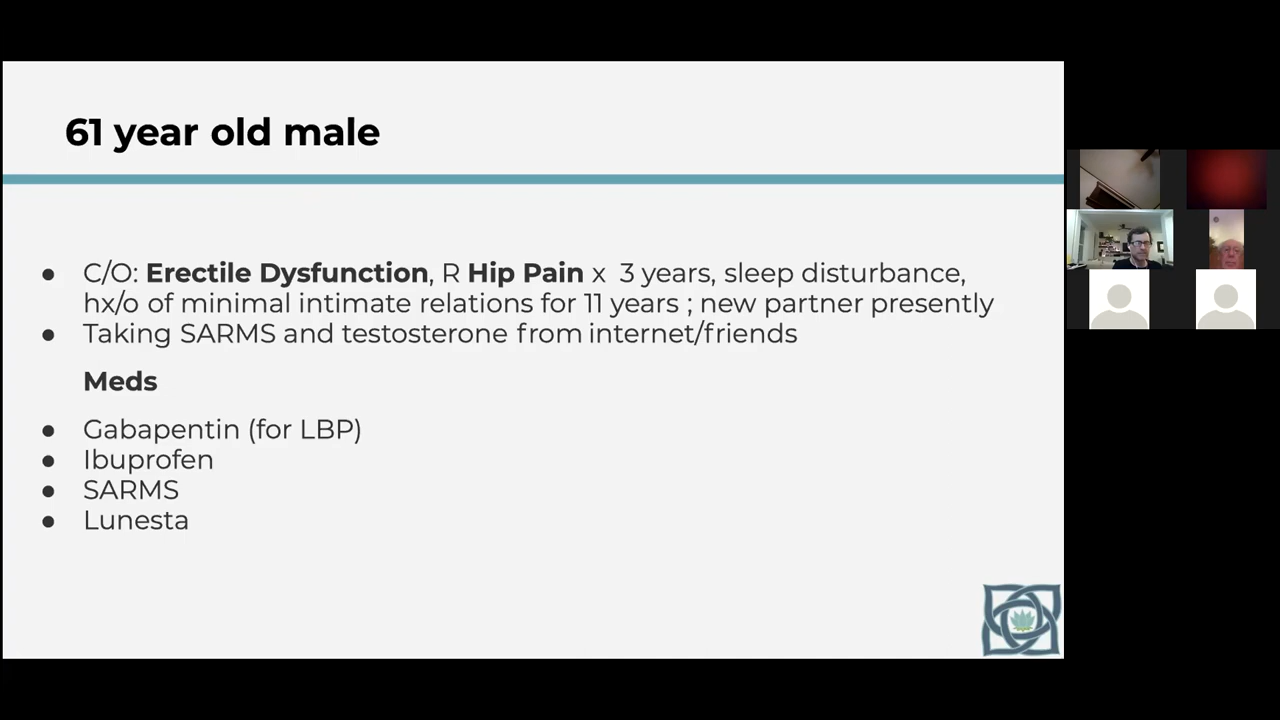 61 year old male
● C/O: Erectile Dysfunction, R Hip Pain x 3 years, sleep disturbance,
hx/o of minimal intimate relations for 11 years ; new partner presently
● Taking SARMS and testosterone from internet/friends
Meds
● Gabapentin (for LBP)
● Ibuprofen
● SARMS
● Lunesta